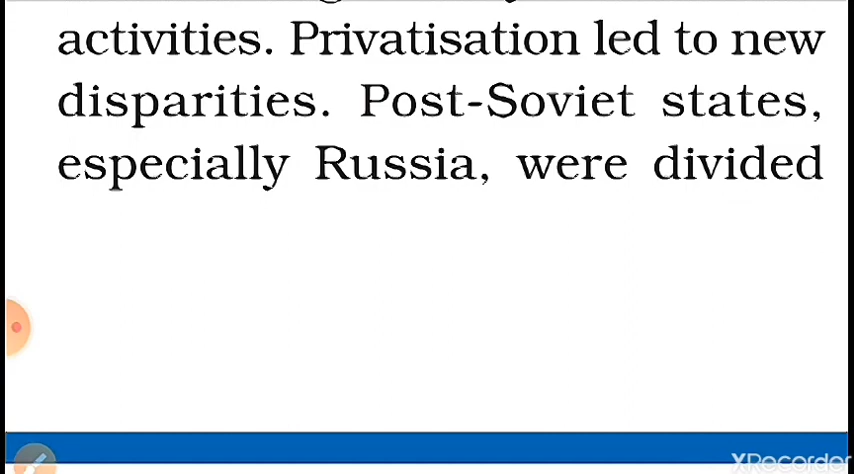 activities. Privatisation led to new
disparities. Post-Soviet states,
especially Russia, were divided
XRecorder